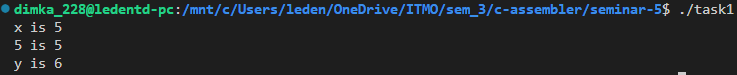 dimka_228@ledentd-pc:/mnt/c/Users/leden/OneDrive/ITMO/sem_3/c-assembler/seminar-5$ ./task1
x is 5
5 is 5
y is 6